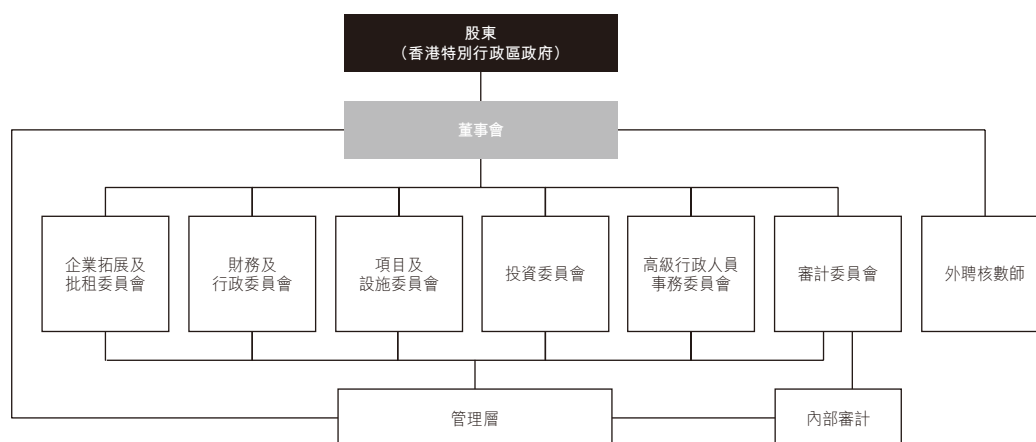 股東
（香港特別行政區政府）
董事會
企業拓展及
批租委員會
財務及
行政委員會
項目及
設施委員會
投資委員會
高級行政人員
事務委員會
審計委員會
外聘核數師
管理層
內部審計